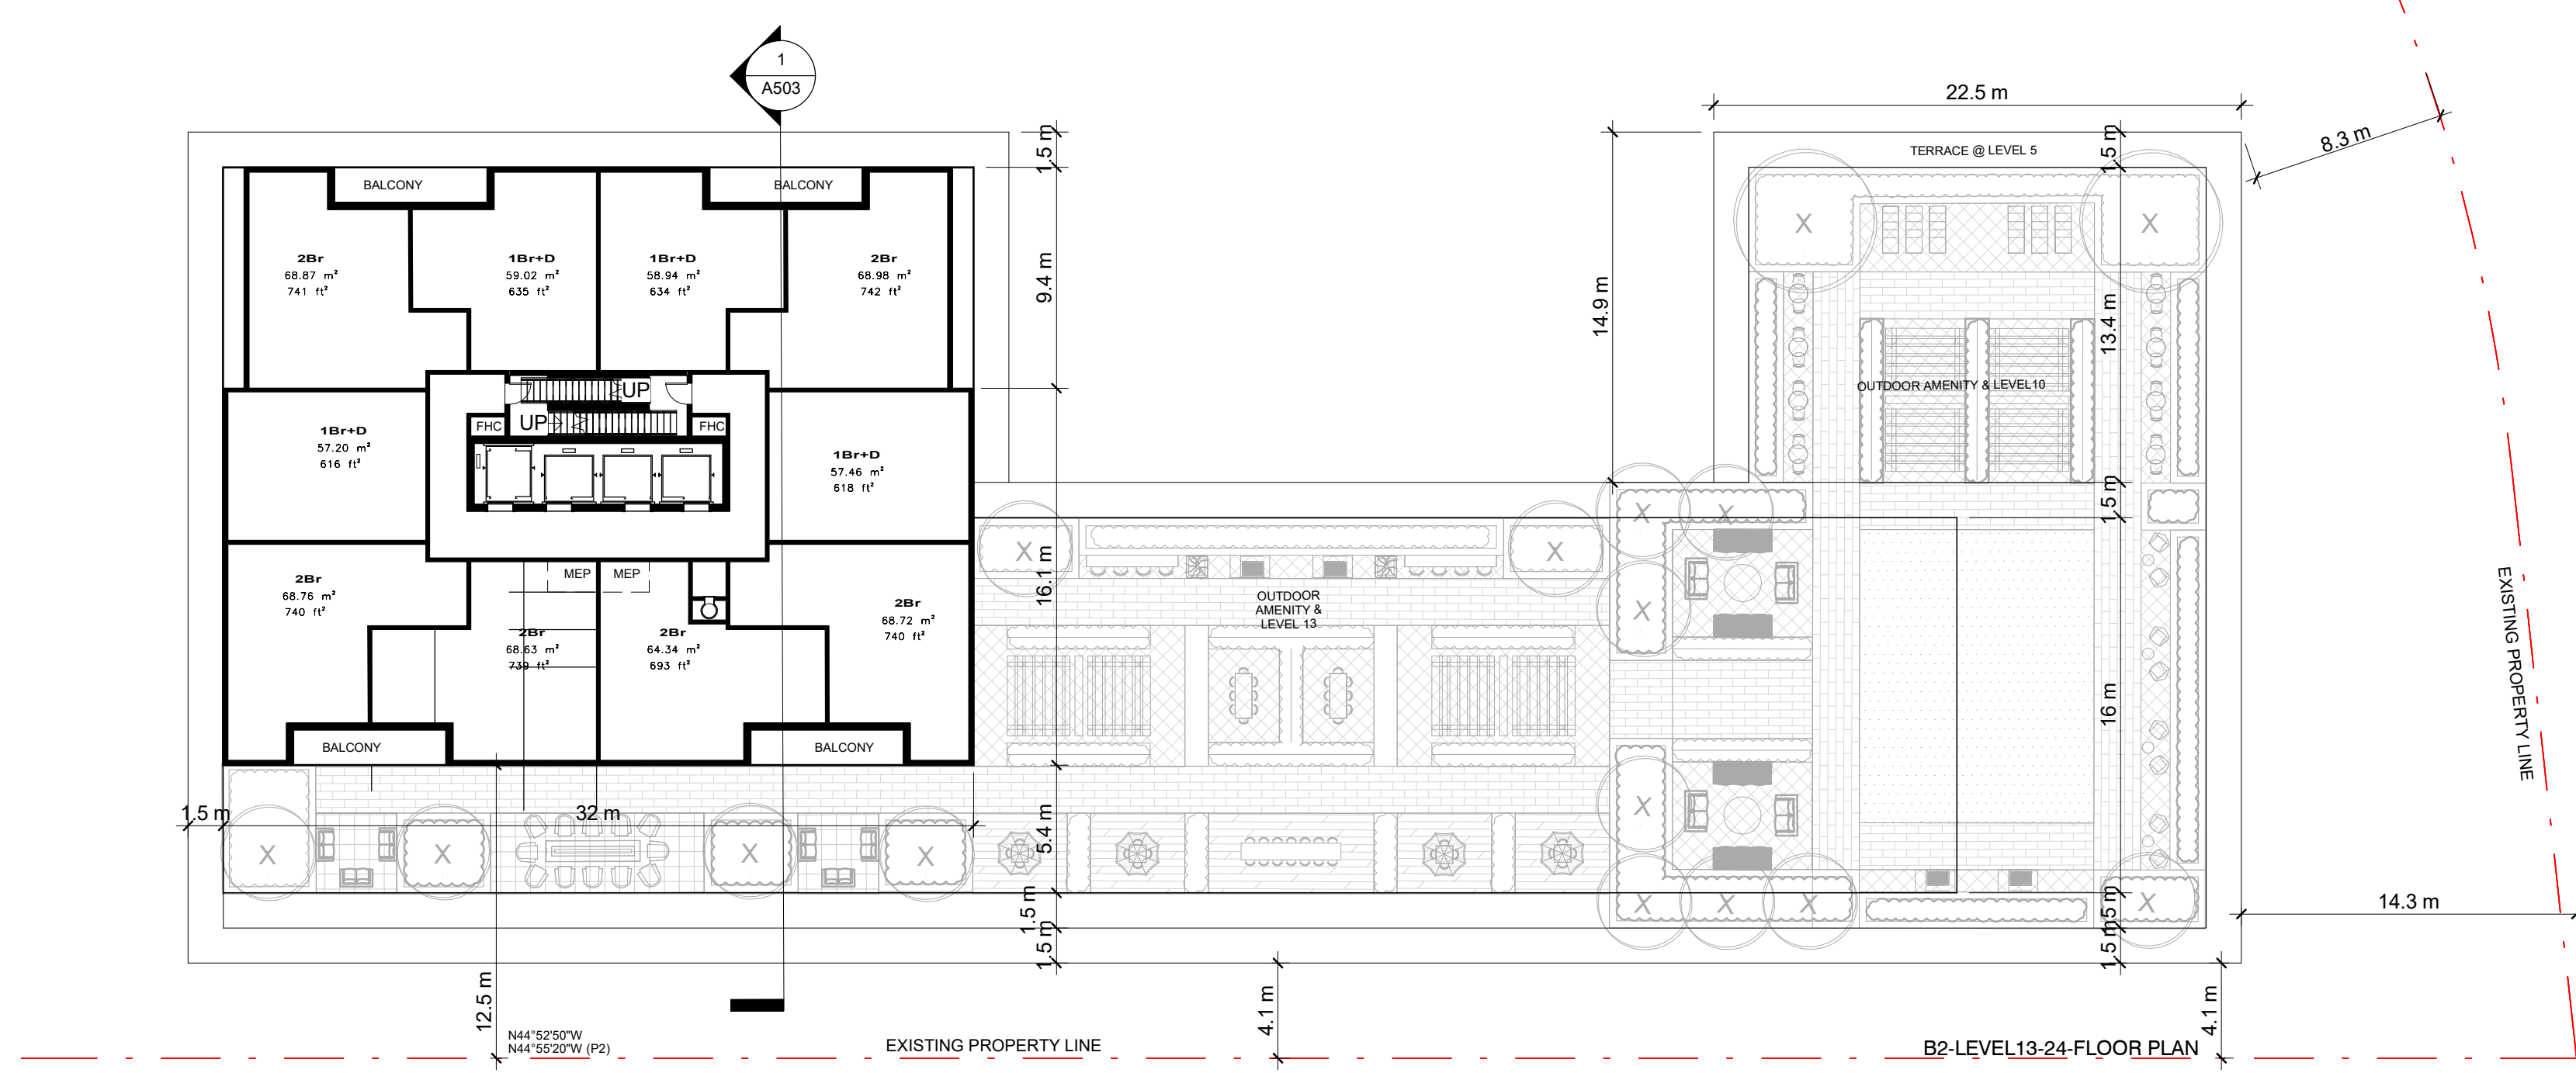 1
A503
22.5 m
8.3 m
1.5 m
1.5 m
TERRACE @ LEVEL 5
BALCONY
BALCONY
2Br
68.87 m²
741 ft²
1Br+D
59.02 m²
635 ft²
1Br+D
58.94 m²
634 ft²
2Br
68.98 m²
742 ft²
9.4 m
14.9 m
13.4 m
X
X
OUTDOOR AMENITY & LEVEL10
UP
UP
FHC
FHC
1Br+D
57.20 m²
616 ft²
1Br+D
57.46 m²
618 ft²
1.5 m
X
X
X
X
X
16.1 m
MEP
MEP
OUTDOOR
AMENITY &
LEVEL 13
2Br
68.76 m²
740 ft²
2Br
68.63 m²
739 ft²
2Br
64.34 m²
693 ft²
2Br
68.72 m²
740 ft²
16 m
EXISTING PROPERTY LINE
BALCONY
BALCONY
1.5 m
32 m
5.4 m
X
X
X
X
X
X
X
X
X
1.5 m
1.5 m
1.5 m
1.5 m
14.3 m
12.5 m
4.1 m
4.1 m
N44°52'50"W
N44°55'20"W (P2)
EXISTING PROPERTY LINE
B2-LEVEL13-24-FLOOR PLAN